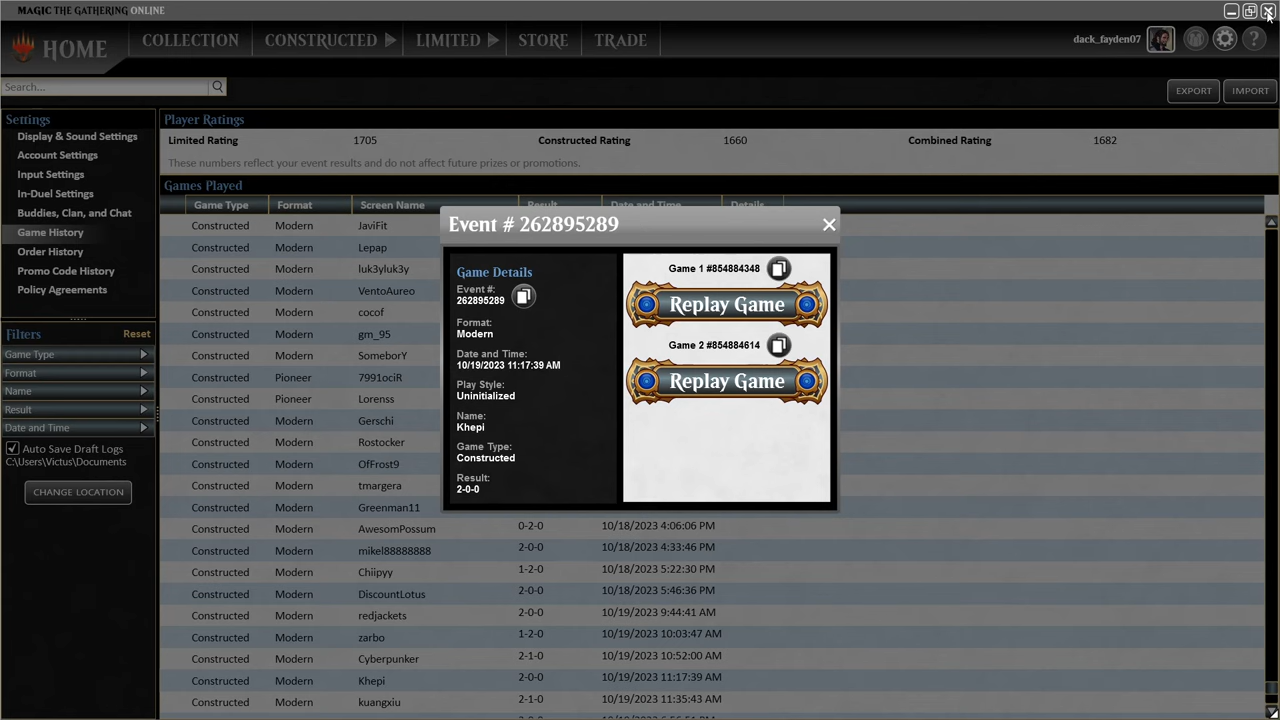 MAGIC THE GATHERING ONLINE
HOME
COLLECTION
CONSTRUCTED
LIMITED
STORE
TRADE
dack_fayden07
Search...
EXPORT
IMPORT
Settings
Display & Sound Settings
Account Settings
Input Settings
In-Duel Settings
Buddies, Clan, and Chat
Game History
Order History
Promo Code History
Policy Agreements
Filters
Reset
Game Type
Format
Name
Result
Date and Time
Auto Save Draft Logs
C:\Users\Victus\Documents
CHANGE LOCATION
Player Ratings
Limited Rating 1705 Constructed Rating 1660 Combined Rating 1682
These numbers reflect your event results and do not affect future prizes or promotions.
Games Played
Game Type Format Screen Name Result Date and Time Details
Constructed Modern JaviFit
Constructed Modern Lepap
Constructed Modern luk3yluk3y
Constructed Modern VentoAureo
Constructed Modern cocof
Constructed Modern gm_95
Constructed Modern SomeborY
Constructed Pioneer 7991ociR
Constructed Pioneer Lorenss
Constructed Modern Gerschi
Constructed Modern Rostocker
Constructed Modern OfFrost9
Constructed Modern tmargera
Constructed Modern Greenman11
Constructed Modern AwesomPossum 0-2-0 10/18/2023 4:06:06 PM
Constructed Modern mikel88888888 2-0-0 10/18/2023 4:33:46 PM
Constructed Modern Chiipyy 1-2-0 10/18/2023 5:22:30 PM
Constructed Modern DiscountLotus 2-0-0 10/18/2023 5:46:36 PM
Constructed Modern redjackets 2-0-0 10/19/2023 9:44:41 AM
Constructed Modern zarbo 1-2-0 10/19/2023 10:03:47 AM
Constructed Modern Cyberpunker 2-1-0 10/19/2023 10:52:00 AM
Constructed Modern Khepi 2-0-0 10/19/2023 11:17:39 AM
Constructed Modern kuangxiu 2-1-0 10/19/2023 11:35:43 AM
Event # 262895289
Game Details
Event #:
262895289
Format:
Modern
Date and Time:
10/19/2023 11:17:39 AM
Play Style:
Uninitialized
Name:
Khepi
Game Type:
Constructed
Result:
2-0-0
Game 1 #854884348
Replay Game
Game 2 #854884614
Replay Game